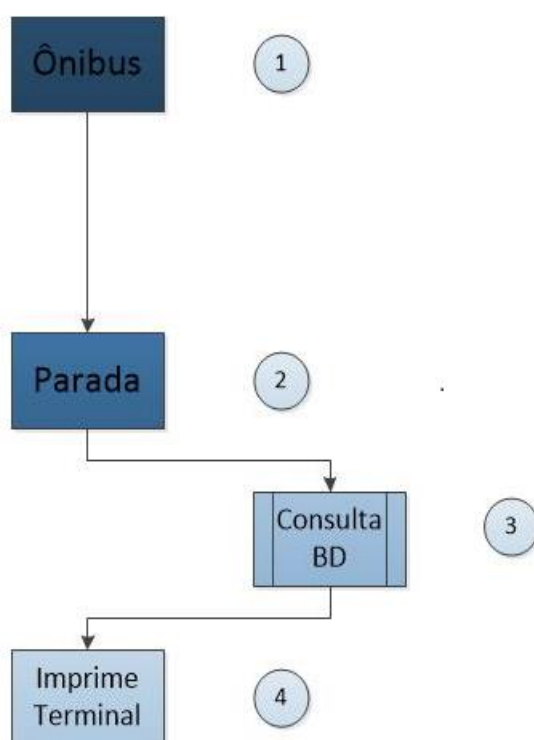 Ônibus
1
Parada
2
.
Consulta
BD
3
Imprime
Terminal
4